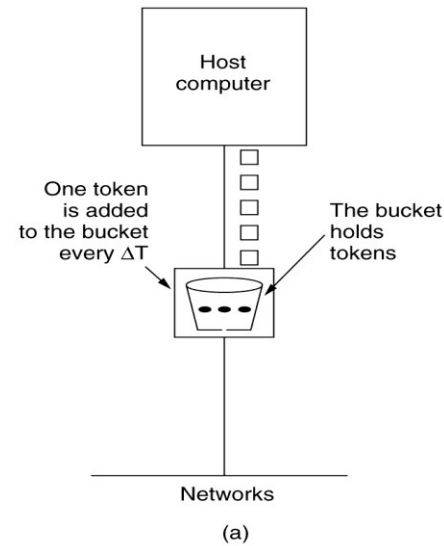 Host
computer
One token
is added
to the bucket
every ΔT
The bucket
holds
tokens
Networks
(a)